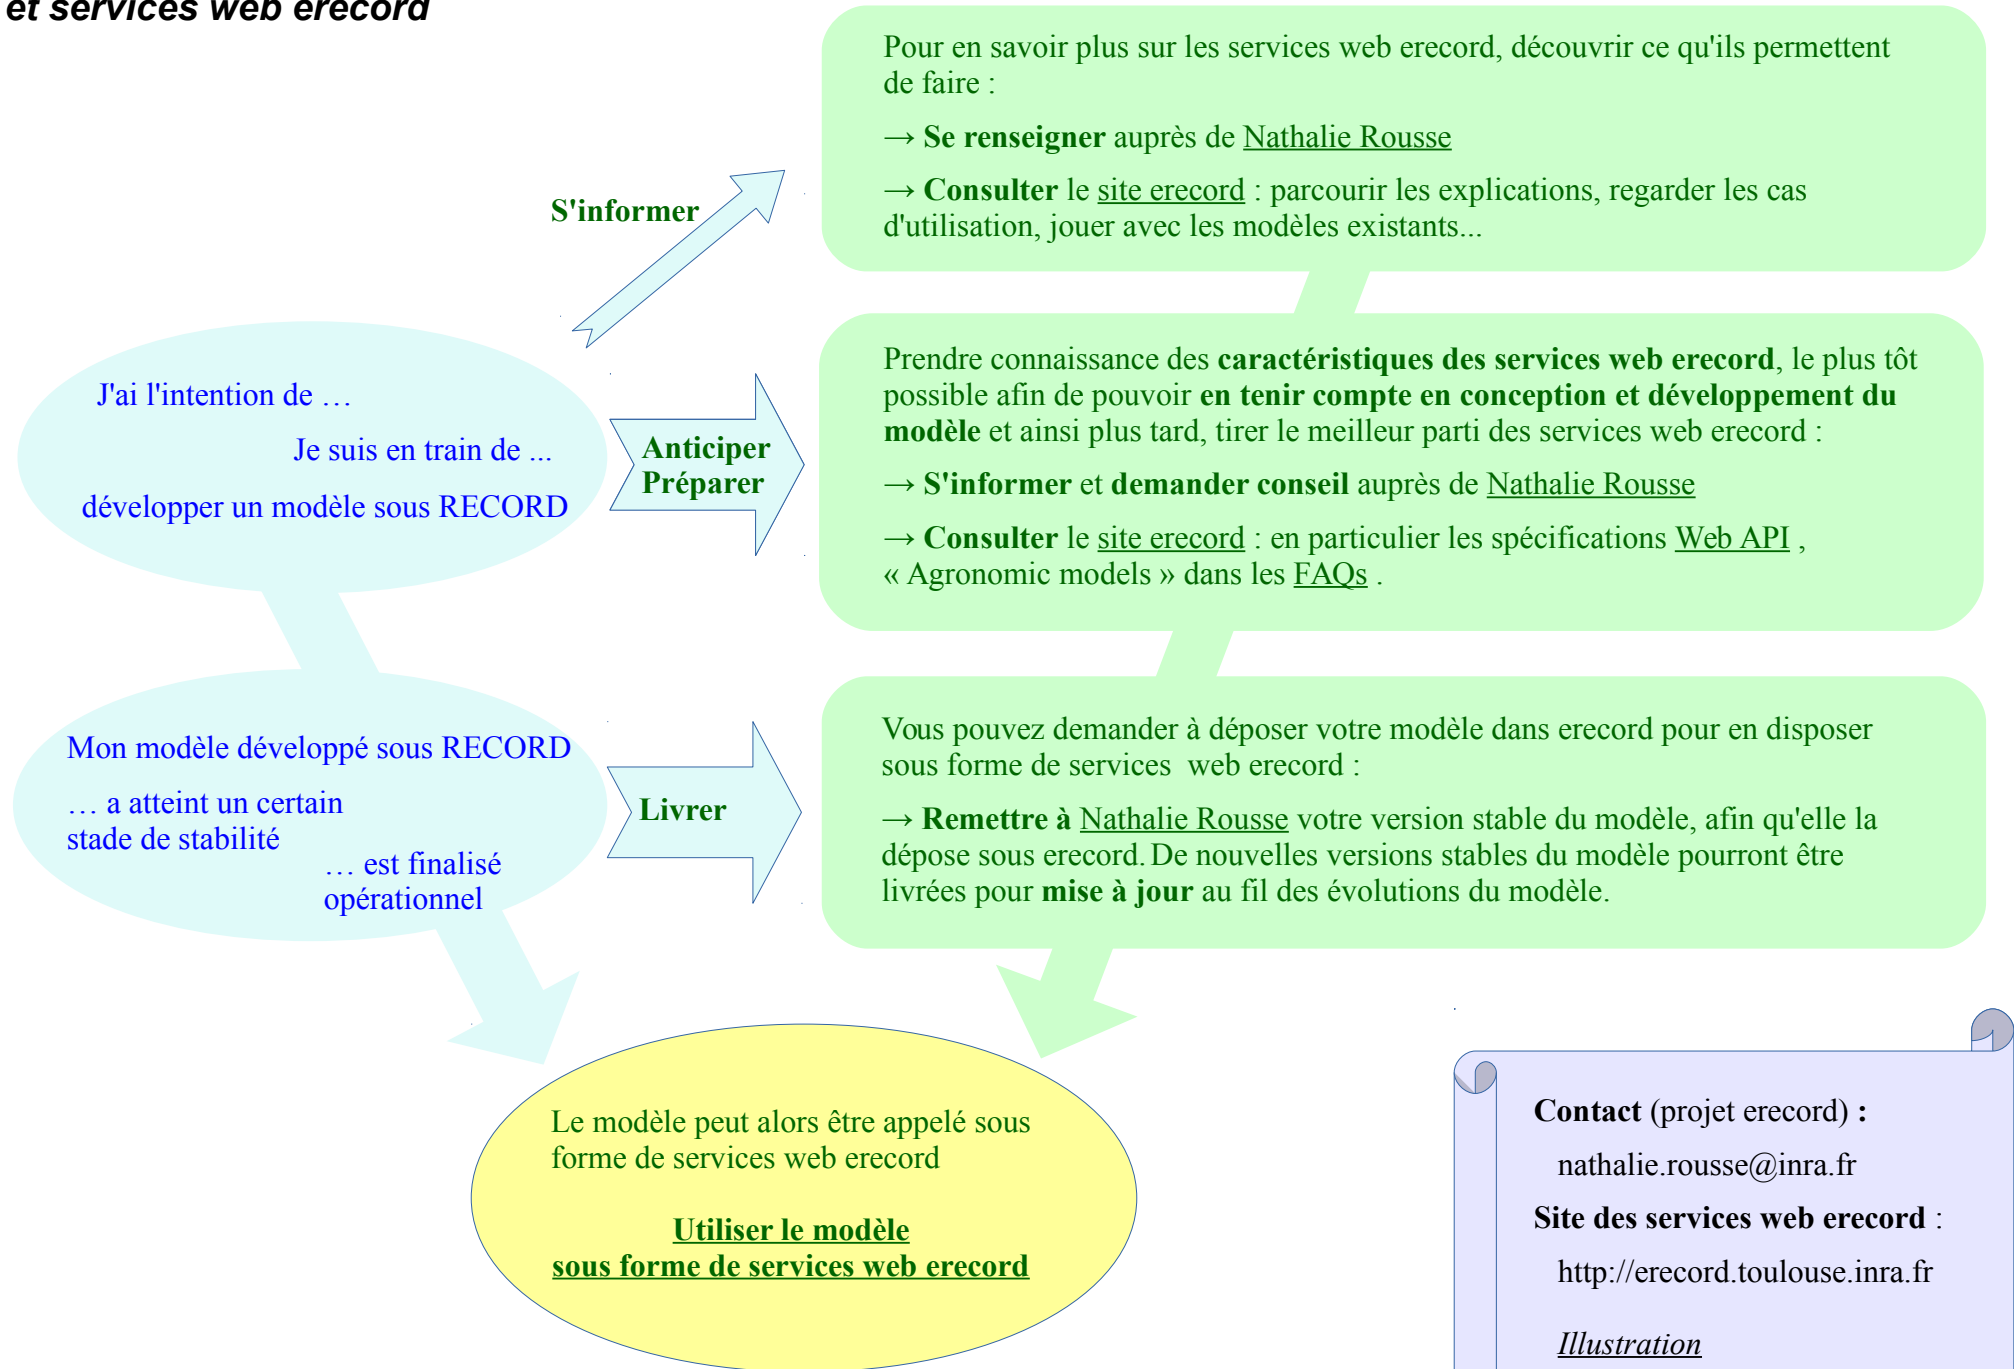 et services web erecord
Pour en savoir plus sur les services web erecord, découvrir ce qu'ils permettent
de faire :
→ Se renseigner auprès de Nathalie Rousse
→ Consulter le site erecord : parcourir les explications, regarder les cas
d'utilisation, jouer avec les modèles existants...
S'informer
J'ai l'intention de …
Je suis en train de ...
développer un modèle sous RECORD
Anticiper
Préparer
Prendre connaissance des caractéristiques des services web erecord, le plus tôt
possible afin de pouvoir en tenir compte en conception et développement du
modèle et ainsi plus tard, tirer le meilleur parti des services web erecord :
→ S'informer et demander conseil auprès de Nathalie Rousse
→ Consulter le site erecord : en particulier les spécifications Web API ,
« Agronomic models » dans les FAQs .
Mon modèle développé sous RECORD
… a atteint un certain
stade de stabilité
… est finalisé
opérationnel
Livrer
Vous pouvez demander à déposer votre modèle dans erecord pour en disposer
sous forme de services web erecord :
→ Remettre à Nathalie Rousse votre version stable du modèle, afin qu'elle la
dépose sous erecord. De nouvelles versions stables du modèle pourront être
livrées pour mise à jour au fil des évolutions du modèle.
Le modèle peut alors être appelé sous
forme de services web erecord
Utiliser le modèle
sous forme de services web erecord
Contact (projet erecord) :
nathalie.rousse@inra.fr
Site des services web erecord :
http://erecord.toulouse.inra.fr
Illustration